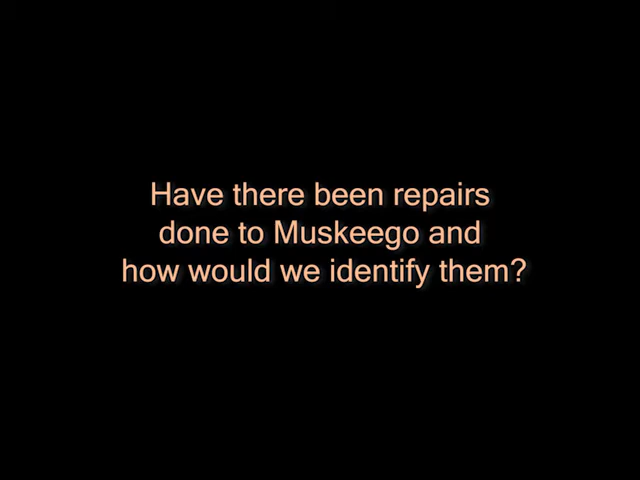 Have there been repairs
done to Muskeego and
how would we identify them?